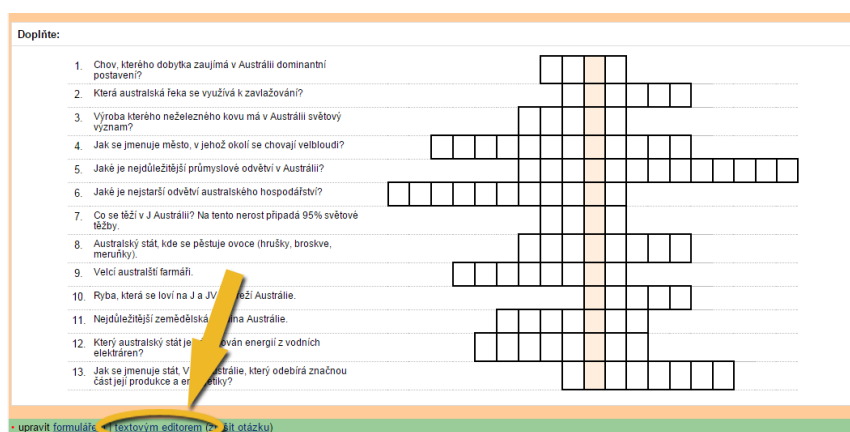 Doplňte:
1. Chov, kterého dobytka zaujímá v Austrálii dominantní
postavení?
2. Která australská řeka se využívá k zavlažování?
3. Výroba kterého neželezného kovu má v Austrálii světový
význam?
4. Jak se jmenuje město, v jehož okolí se chovají velbloudi?
5. Jaké je nejdůležitější průmyslové odvětví v Austrálii?
6. Jaké je nejstarší odvětví australského hospodářství?
7. Co se těží v J Austrálii? Na tento nerost připadá 95% světové
těžby.
8. Australský stát, kde se pěstuje ovoce (hrušky, broskve,
meruňky).
9. Velcí australští farmáři.
10. Ryba, která se loví na J a JV Austrálie.
11. Nejdůležitější zemědělská Austrálie.
12. Který australský stát je energií z vodních
elektráren?
13. Jak se jmenuje stát, V který odebírá značnou
část její produkce a
• upravit textovým editorem otázku)